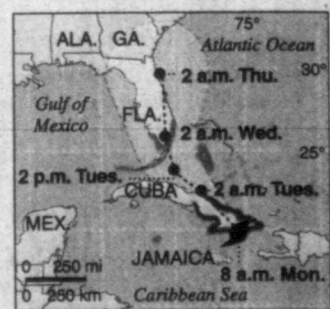 75°
ALA.
GA.
Atlantic Ocean
2 a.m. Thu.
30°
Gulf of
Mexico
FLA.
2 a.m. Wed.
25°
2 p.m. Tues.
CUBA
2 a.m. Tues.
MEX.
JAMAICA
0 250 mi
8 a.m. Mon.
0 250 km
Caribbean Sea